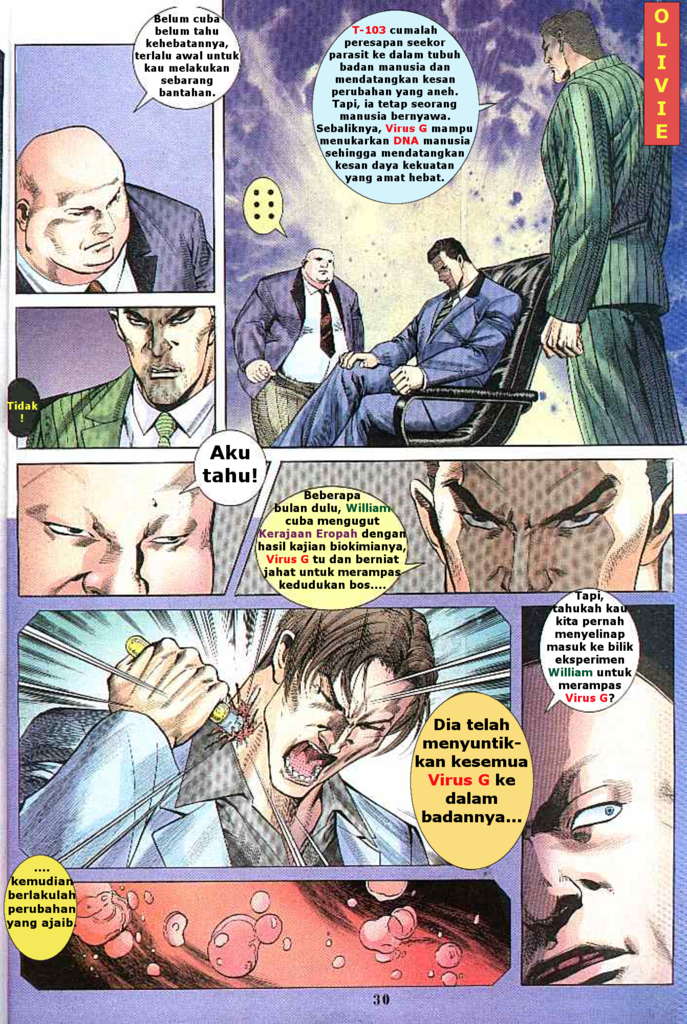 Belum cuba
belum tahu
kehebatannya,
terlalu awal untuk
kau melakukan
sebarang
bantahan.
T-103 cumalah
peresapan seekor
parasit ke dalam tubuh
badan manusia dan
mendatangkan kesan
perubahan yang aneh.
Tapi, ia tetap seorang
manusia bernyawa.
Sebaliknya, Virus G mampu
menukarkan DNA manusia
sehingga mendatangkan
kesan daya kekuatan
yang amat hebat.
OLIVIE
Tidak
!
Aku
tahu!
Beberapa
bulan dulu, William
cuba mengugut
Kerajaan Eropah dengan
hasil kajian biokimianya,
Virus G tu dan berniat
jahat untuk merampas
kedudukan bos....
Tapi,
tahukah kau
kita pernah
menyelinap
masuk ke bilik
eksperimen
William untuk
merampas
Virus G?
Dia telah
menyuntik-
kan kesemua
Virus G ke
dalam
badannya...
....
kemudian
berlakulah
perubahan
yang ajaib.
30